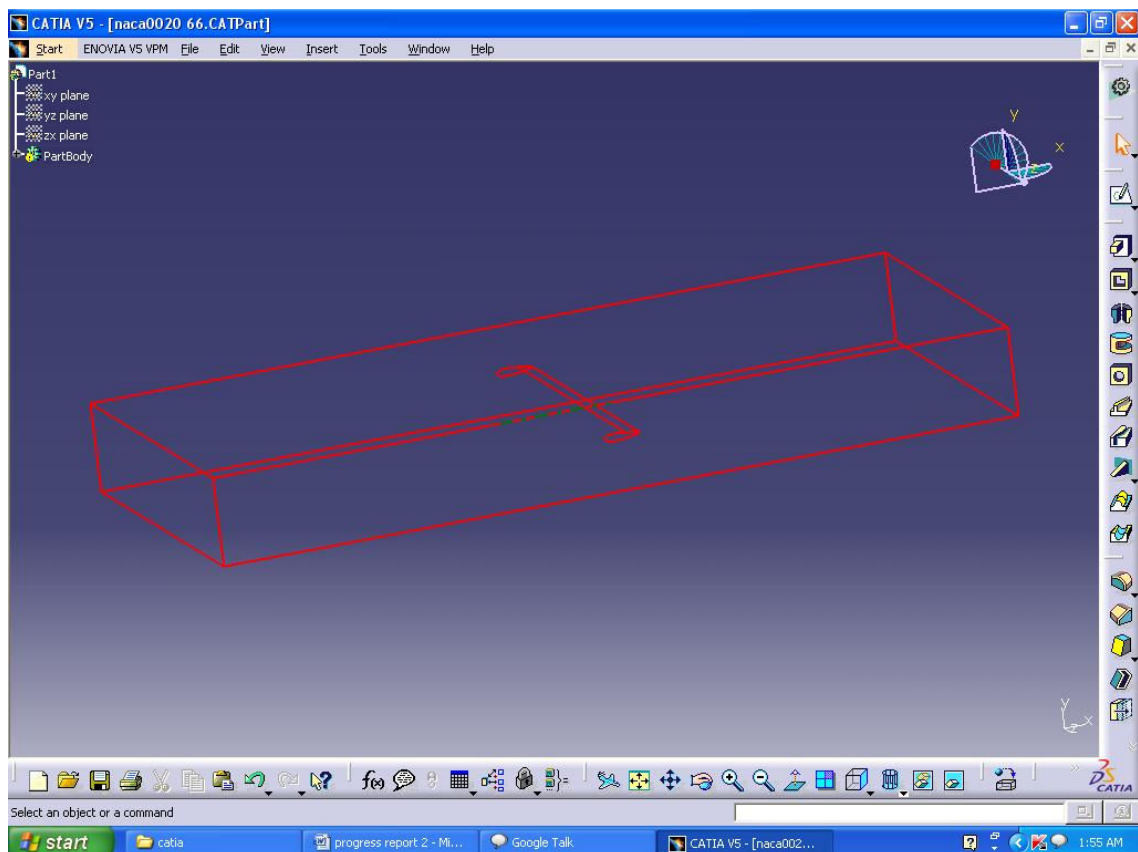 CATIA V5 - [naca0020 66.CATPart]
Start ENOVIA V5 VPM File Edit View Insert Tools Window Help
Part1
xy plane
yz plane
zx plane
PartBody
y
x
z
y
x
z
f(x)
DS
CATIA
Select an object or a command
start
catia
progress report 2 - Mi...
Google Talk
CATIA V5 - [naca002...
1:55 AM